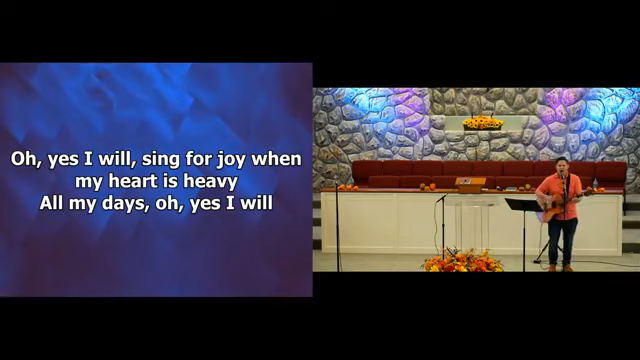 Oh, yes I will, sing for joy when
my heart is heavy
All my days, oh, yes I will